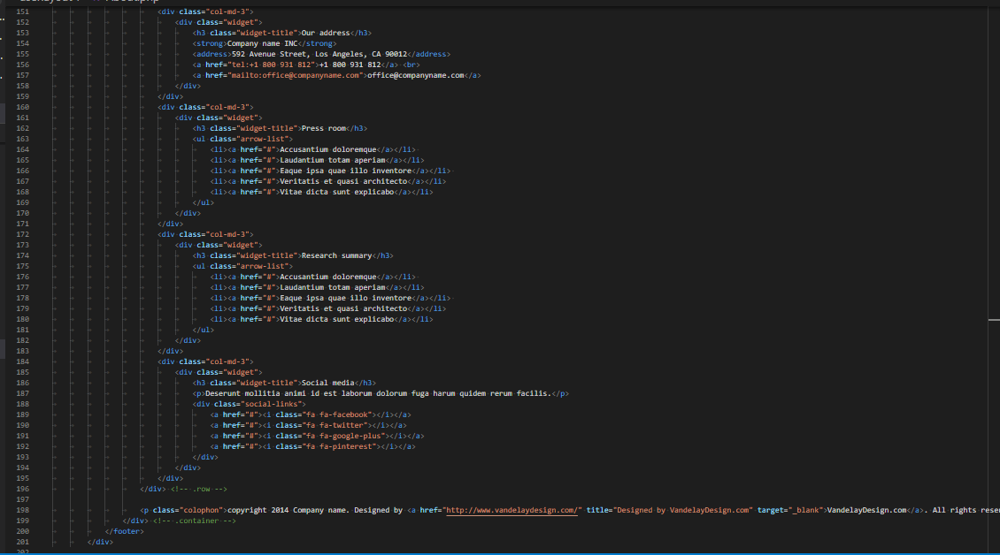 151 <div class="col-md-3">
152 <div class="widget">
153 <h3 class="widget-title">Our address</h3>
154 <strong>Company name INC</strong>
155 <address>592 Avenue Street, Los Angeles, CA 90012</address>
156 <a href="tel:+1 800 931 812">+1 800 931 812</a> <br>
157 <a href="mailto:office@companyname.com">office@companyname.com</a>
158 </div>
159 </div>
160 <div class="col-md-3">
161 <div class="widget">
162 <h3 class="widget-title">Press room</h3>
163 <ul class="arrow-list">
164 <li><a href="#">Accusantium doloremque</a></li>
165 <li><a href="#">Laudantium totam aperiam</a></li>
166 <li><a href="#">Eaque ipsa quae illo inventore</a></li>
167 <li><a href="#">Veritatis et quasi architecto</a></li>
168 <li><a href="#">Vitae dicta sunt explicabo</a></li>
169 </ul>
170 </div>
171 </div>
172 <div class="col-md-3">
173 <div class="widget">
174 <h3 class="widget-title">Research summary</h3>
175 <ul class="arrow-list">
176 <li><a href="#">Accusantium doloremque</a></li>
177 <li><a href="#">Laudantium totam aperiam</a></li>
178 <li><a href="#">Eaque ipsa quae illo inventore</a></li>
179 <li><a href="#">Veritatis et quasi architecto</a></li>
180 <li><a href="#">Vitae dicta sunt explicabo</a></li>
181 </ul>
182 </div>
183 </div>
184 <div class="col-md-3">
185 <div class="widget">
186 <h3 class="widget-title">Social media</h3>
187 <p>Deserunt mollitia animi id est laborum dolorum fuga harum quidem rerum facilis.</p>
188 <div class="social-links">
189 <a href="#"><i class="fa fa-facebook"></i></a>
190 <a href="#"><i class="fa fa-twitter"></i></a>
191 <a href="#"><i class="fa fa-google-plus"></i></a>
192 <a href="#"><i class="fa fa-pinterest"></i></a>
193 </div>
194 </div>
195 </div>
196 </div> <!-- .row -->
197
198 <p class="colophon">copyright 2014 Company name. Designed by <a href="http://www.vandelaydesign.com/" title="Designed by VandelayDesign.com" target="_blank">VandelayDesign.com</a>. All rights rese
199 </div> <!-- .container -->
200 </footer>
201 </div>
202